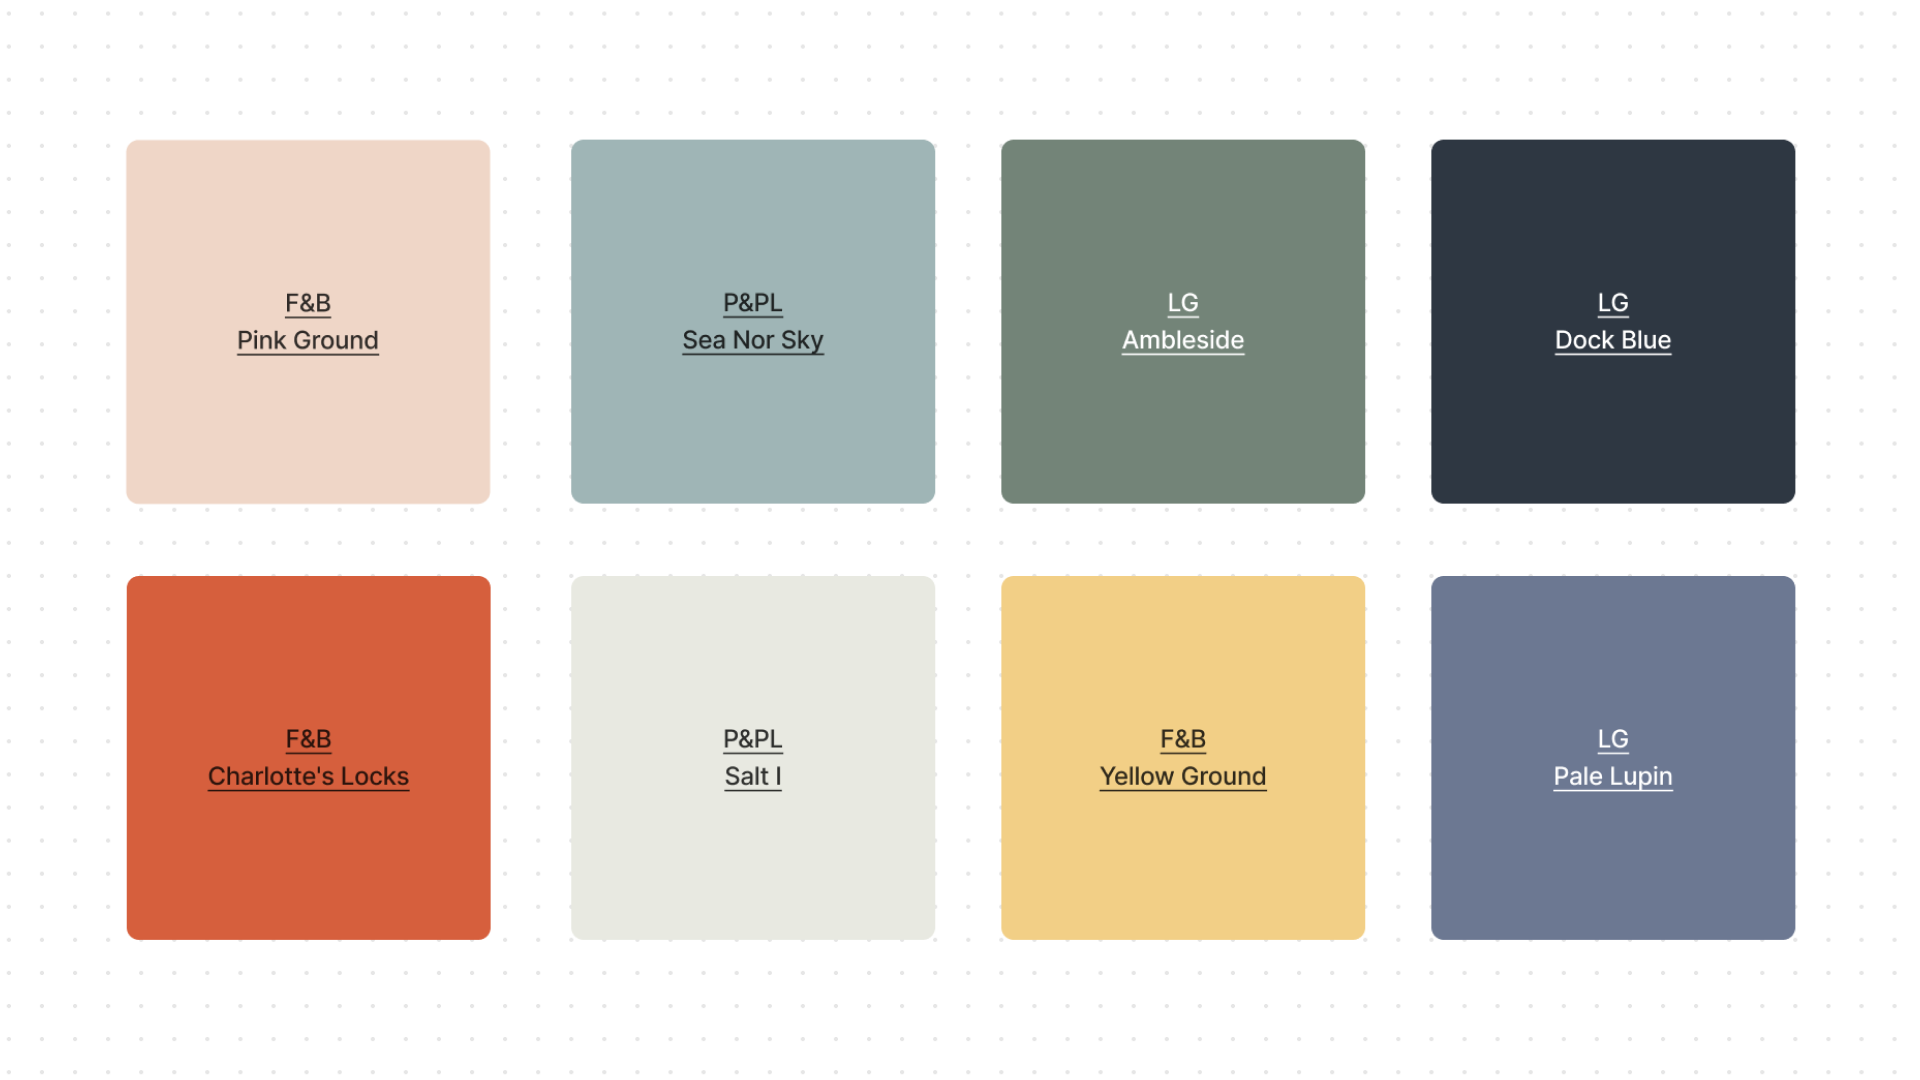 F&B
Pink Ground
P&PL
Sea Nor Sky
LG
Ambleside
LG
Dock Blue
F&B
Charlotte's Locks
P&PL
Salt I
F&B
Yellow Ground
LG
Pale Lupin